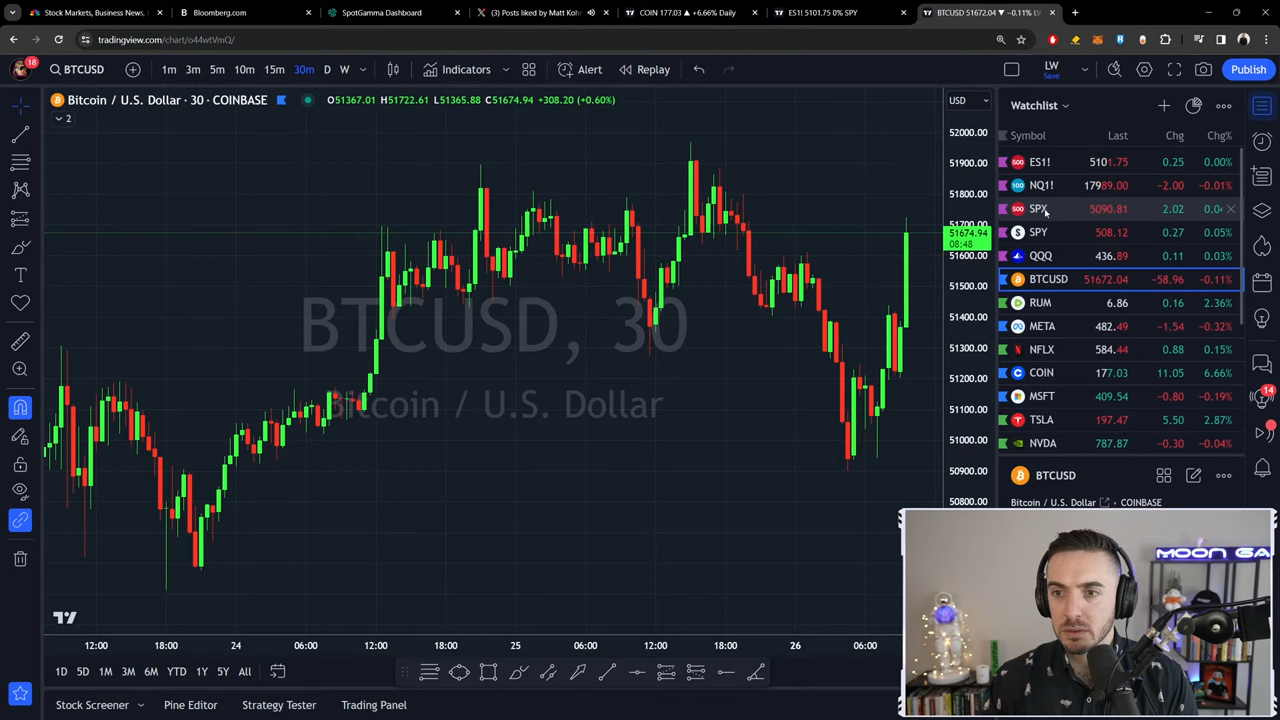 Stock Markets, Business News,
Bloomberg.com
SpotGamma Dashboard
(3) Posts liked by Matt Koh
COIN 177.03 ▲ +6.66% Daily
ES1! 5101.75 0% SPY
BTCUSD 51672.04 ▼ −0.11% (
tradingview.com/chart/o44wtVmQ/
18
BTCUSD
1m 3m 5m 10m 15m 30m D W
Indicators
Alert
Replay
LW
Save
Publish
Bitcoin / U.S. Dollar · 30 · COINBASE
O51367.01 H51722.61 L51365.88 C51674.94 +308.20 (+0.60%)
2
USD
52000.00
51900.00
51800.00
51700.00
51674.94
08:48
51600.00
51500.00
51400.00
51300.00
51200.00
51100.00
51000.00
50900.00
50800.00
BTCUSD, 30
Bitcoin / U.S. Dollar
12:00 18:00 24 06:00 12:00 18:00 25 06:00 12:00 18:00 26 06:00
1D 5D 1M 3M 6M YTD 1Y 5Y All
Stock Screener
Pine Editor
Strategy Tester
Trading Panel
Watchlist
Symbol Last Chg Chg%
ES1! 5101.75 0.25 0.00%
NQ1! 17989.00 −2.00 −0.01%
SPX 5090.81 2.02 0.04
SPY 508.12 0.27 0.05%
QQQ 436.89 0.11 0.03%
BTCUSD 51672.04 −58.96 −0.11%
RUM 6.86 0.16 2.36%
META 482.49 −1.54 −0.32%
NFLX 584.44 0.88 0.15%
COIN 177.03 11.05 6.66%
MSFT 409.54 −0.80 −0.19%
TSLA 197.47 5.50 2.87%
NVDA 787.87 −0.30 −0.04%
BTCUSD
Bitcoin / U.S. Dollar COINBASE
14
MOON GA